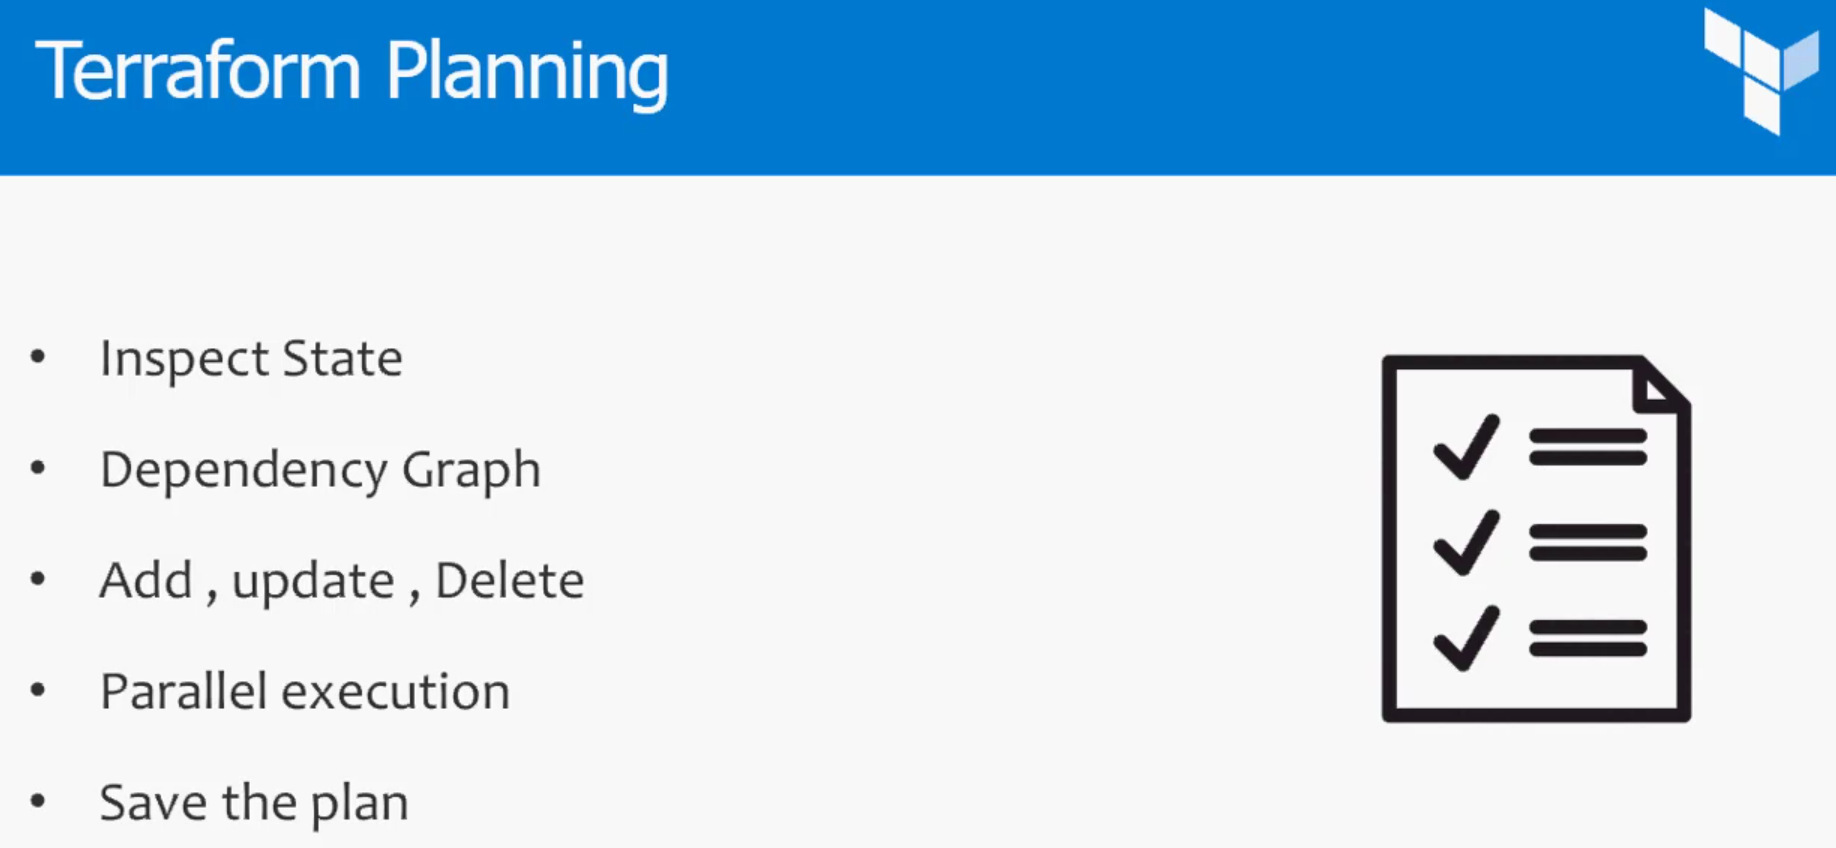 Terraform Planning
• Inspect State
• Dependency Graph
• Add , update , Delete
• Parallel execution
• Save the plan